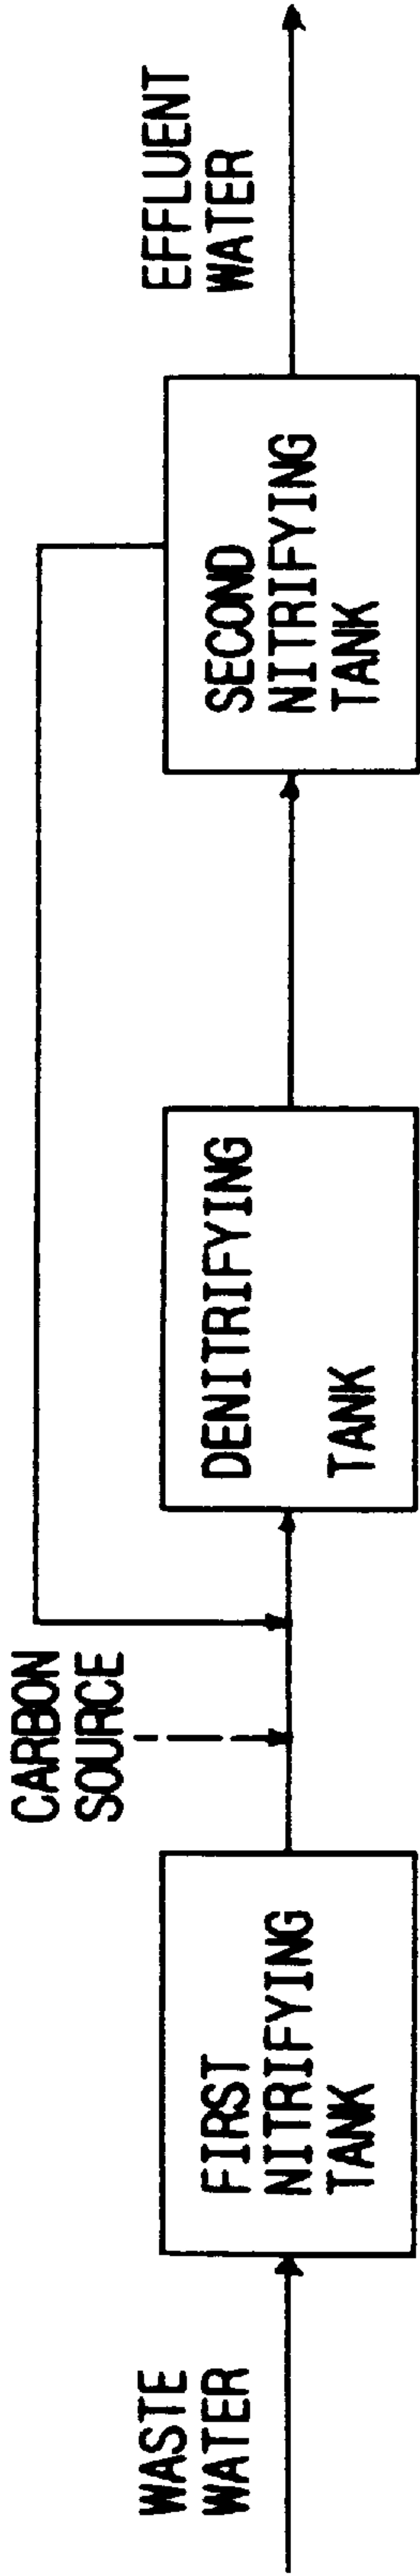 WASTE
WATER
FIRST
NITRIFYING
TANK
CARBON
SOURCE
DENITRIFYING
TANK
SECOND
NITRIFYING
TANK
EFFLUENT
WATER